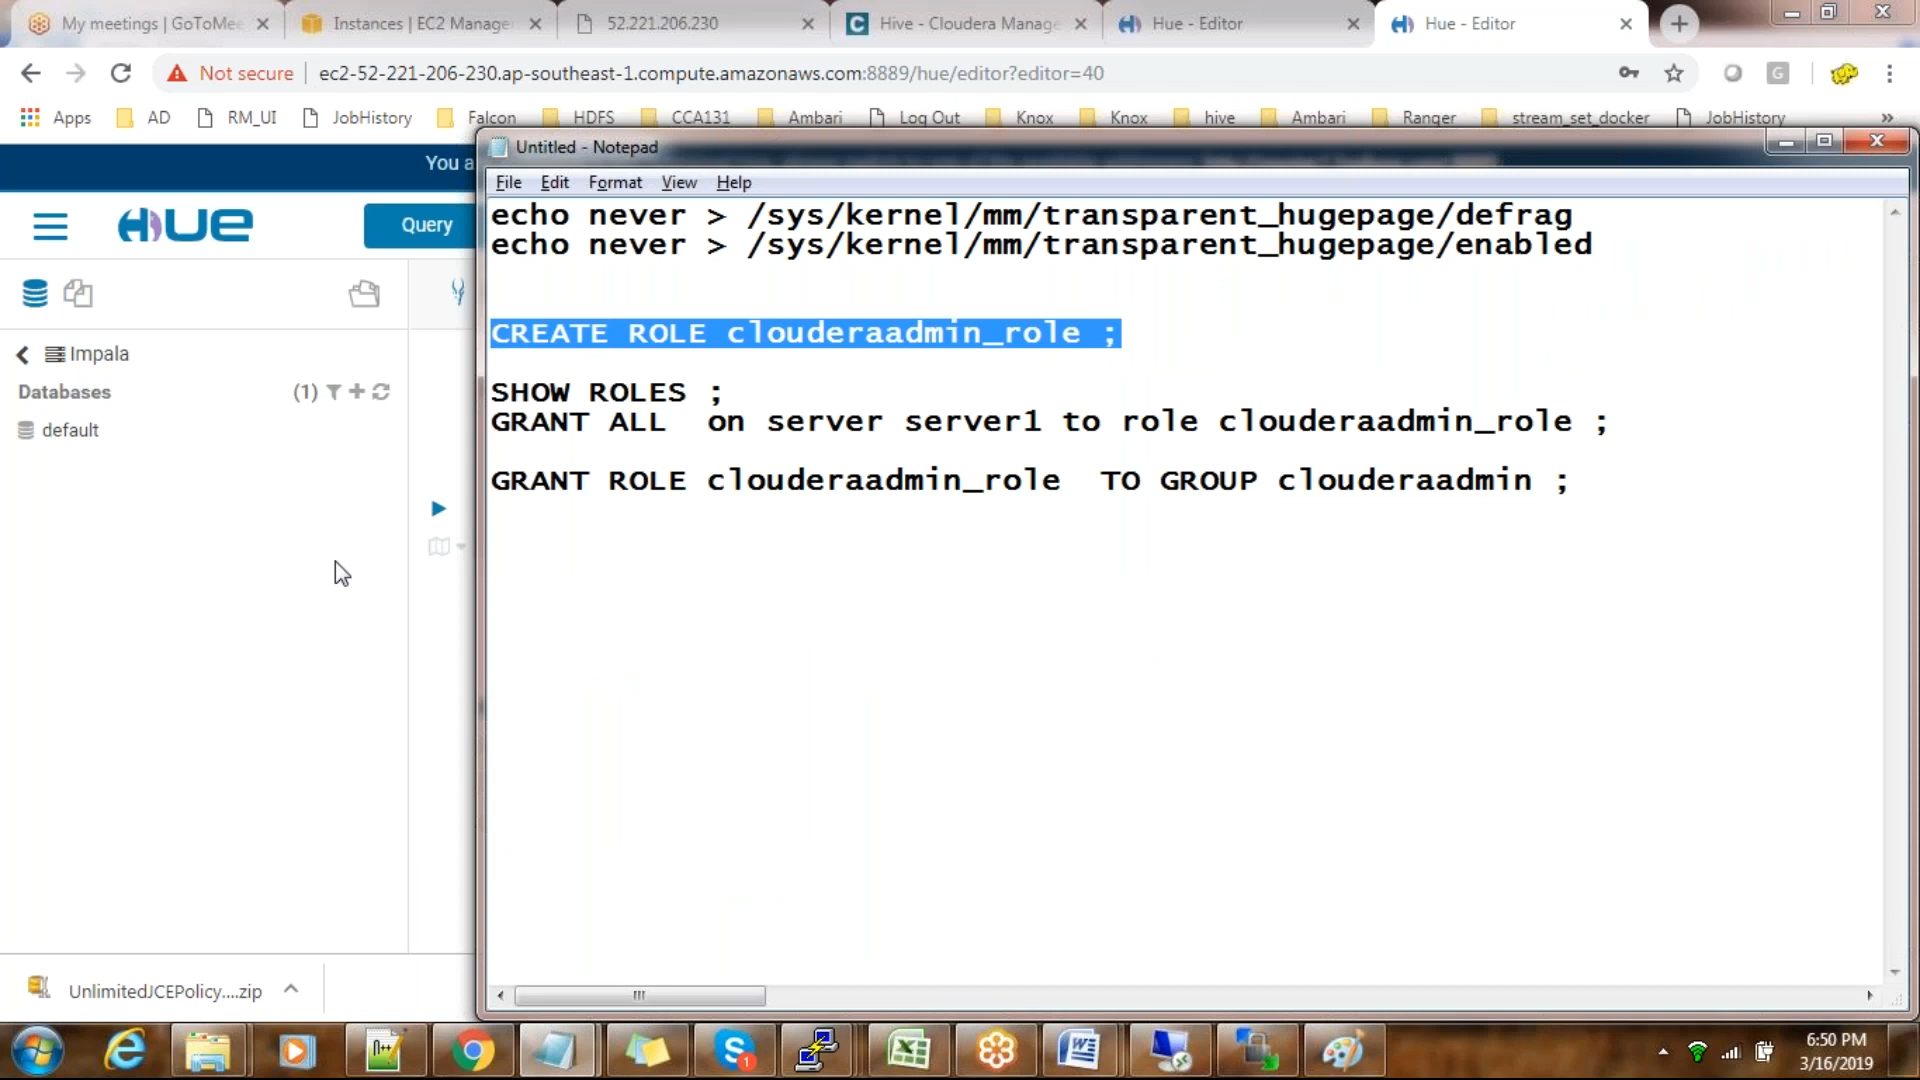 My meetings | GoToMee
Instances | EC2 Manager
52.221.206.230
Hive - Cloudera Manage
Hue - Editor
Hue - Editor
Not secure
ec2-52-221-206-230.ap-southeast-1.compute.amazonaws.com:8889/hue/editor?editor=40
Apps
AD
RM_UI
JobHistory
Falcon
HDFS
CCA131
Ambari
Log Out
Knox
Knox
hive
Ambari
Ranger
stream_set_docker
JobHistory
»
You a
Untitled - Notepad
File Edit Format View Help
HUE
Query
echo never > /sys/kernel/mm/transparent_hugepage/defrag
echo never > /sys/kernel/mm/transparent_hugepage/enabled
CREATE ROLE clouderaadmin_role ;
SHOW ROLES ;
GRANT ALL  on server server1 to role clouderaadmin_role ;
GRANT ROLE clouderaadmin_role  TO GROUP clouderaadmin ;
Impala
Databases
(1)
default
UnlimitedJCEPolicy....zip
6:50 PM
3/16/2019